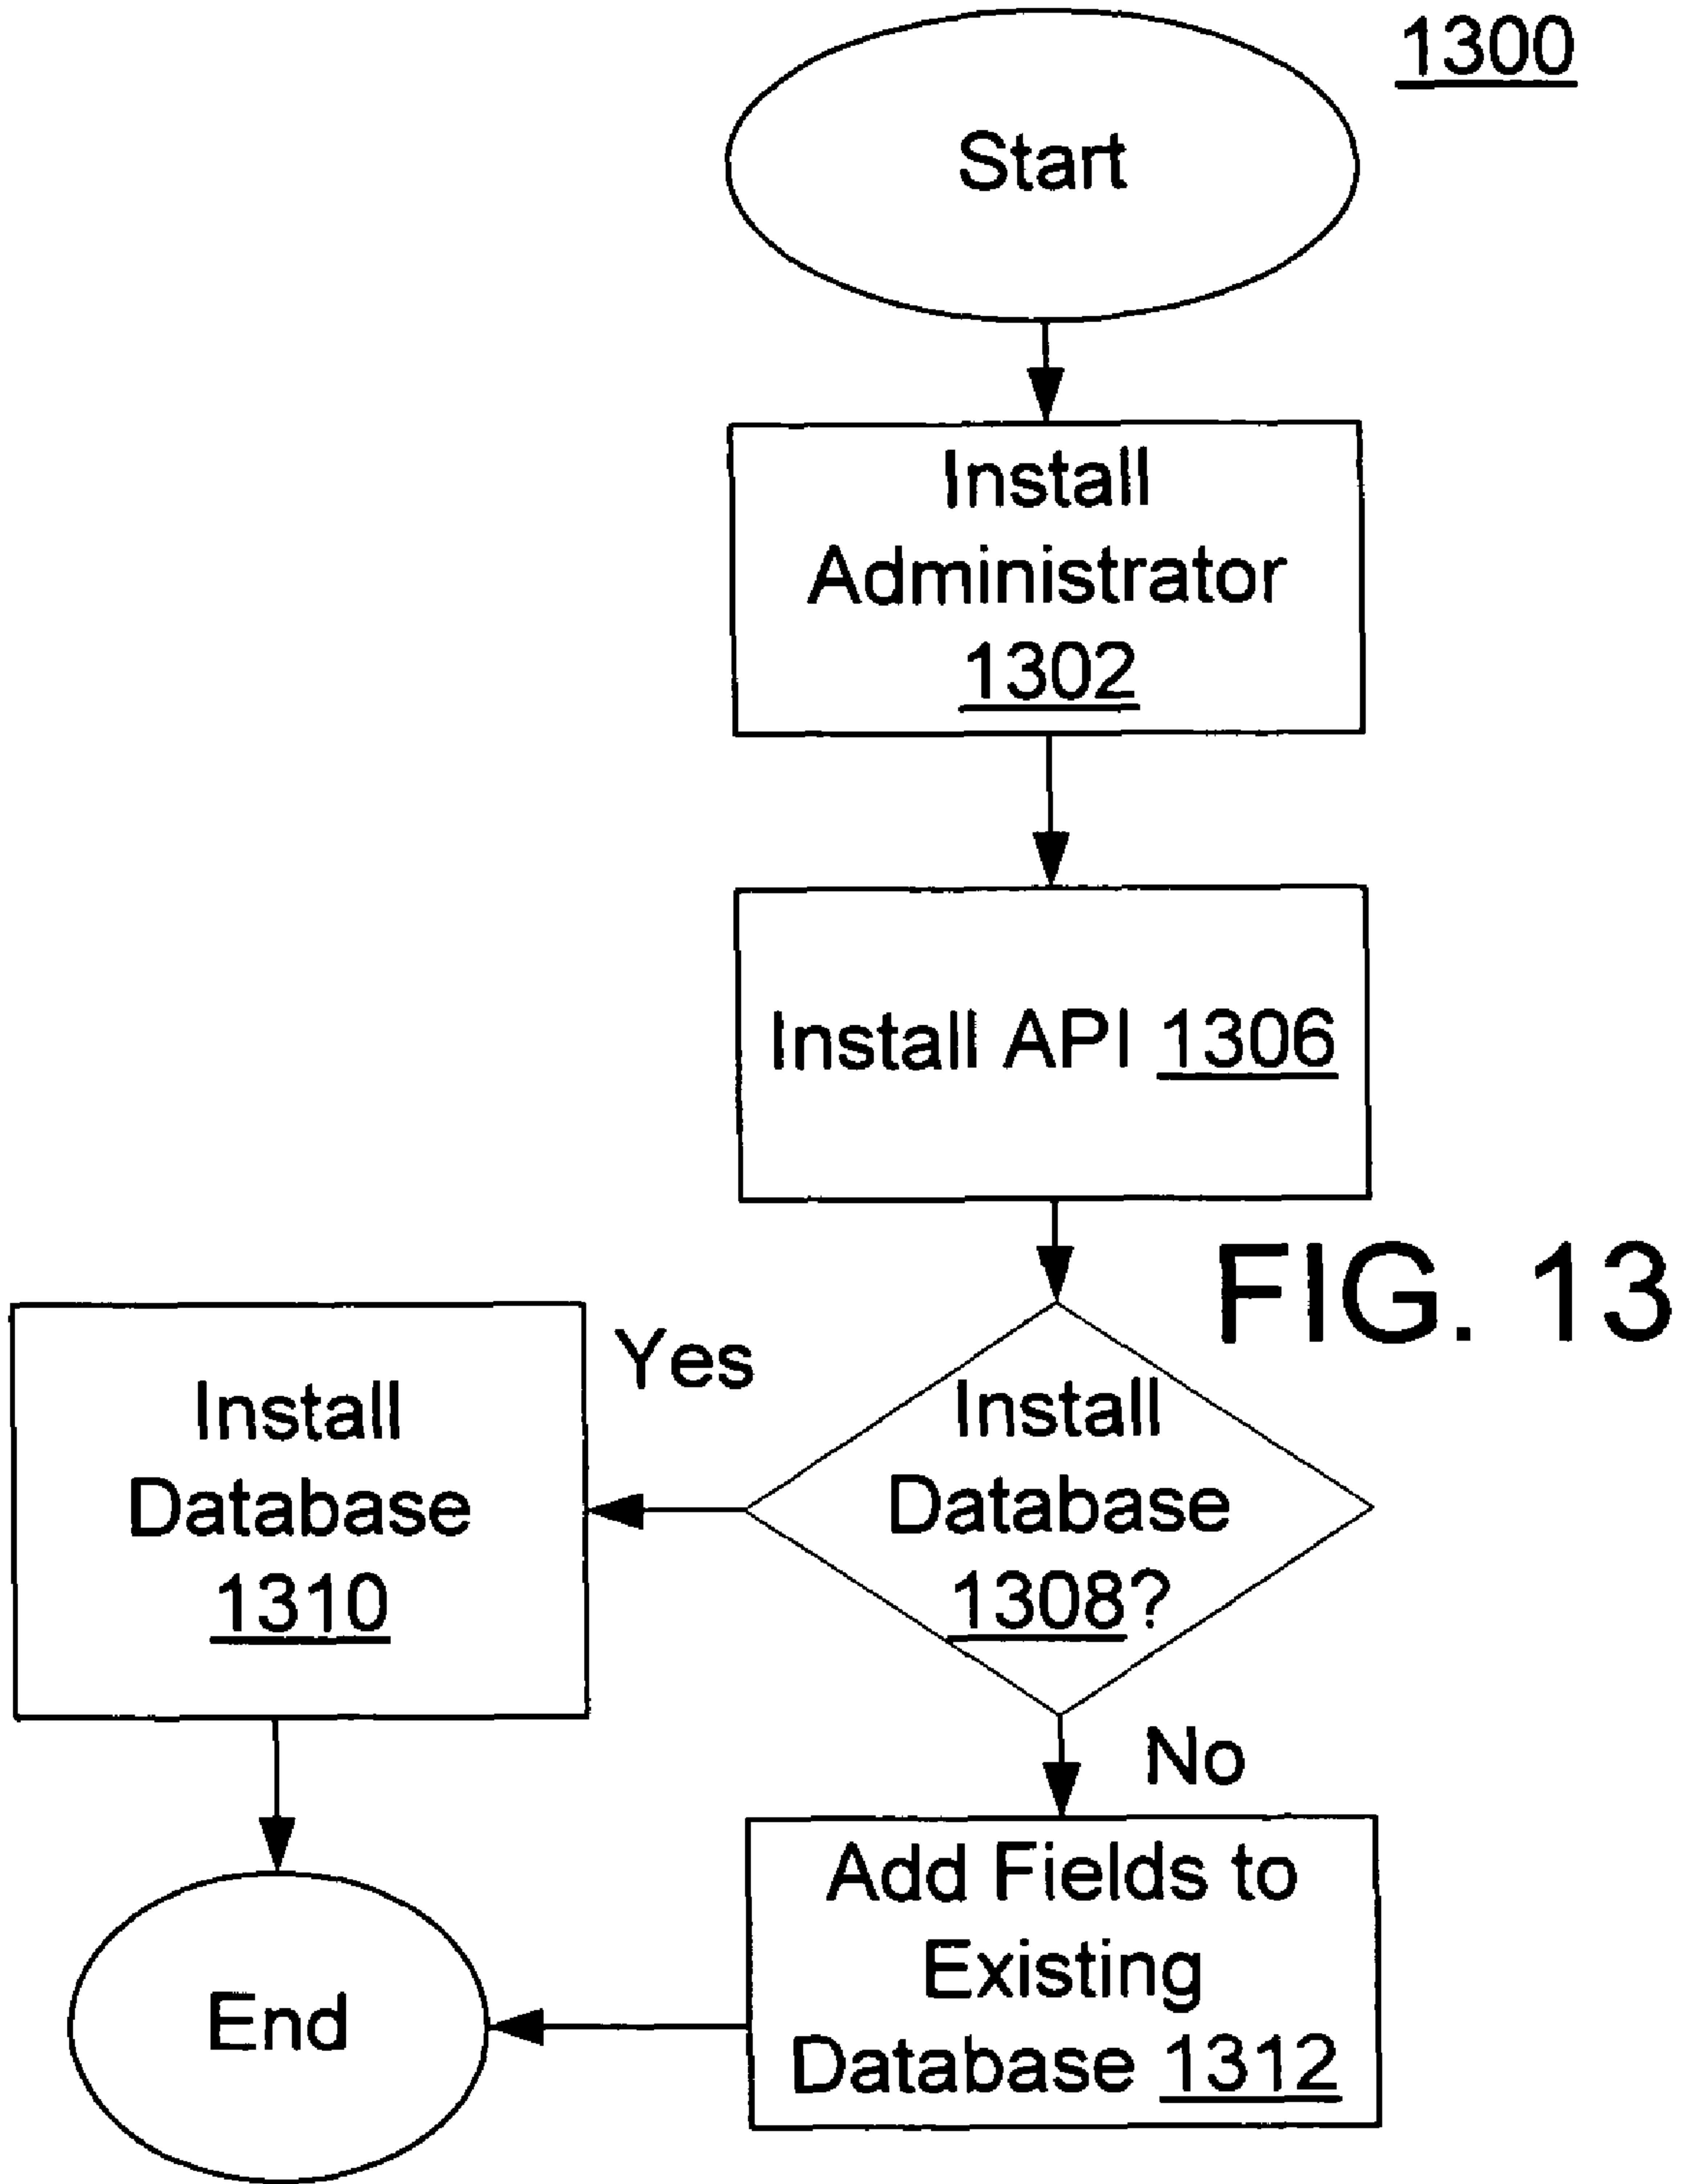 1300
Start
Install
Administrator
1302
Install API 1306
FIG. 13
Yes
Install
Database
1308?
Install
Database
1310
No
Add Fields to
Existing
Database 1312
End